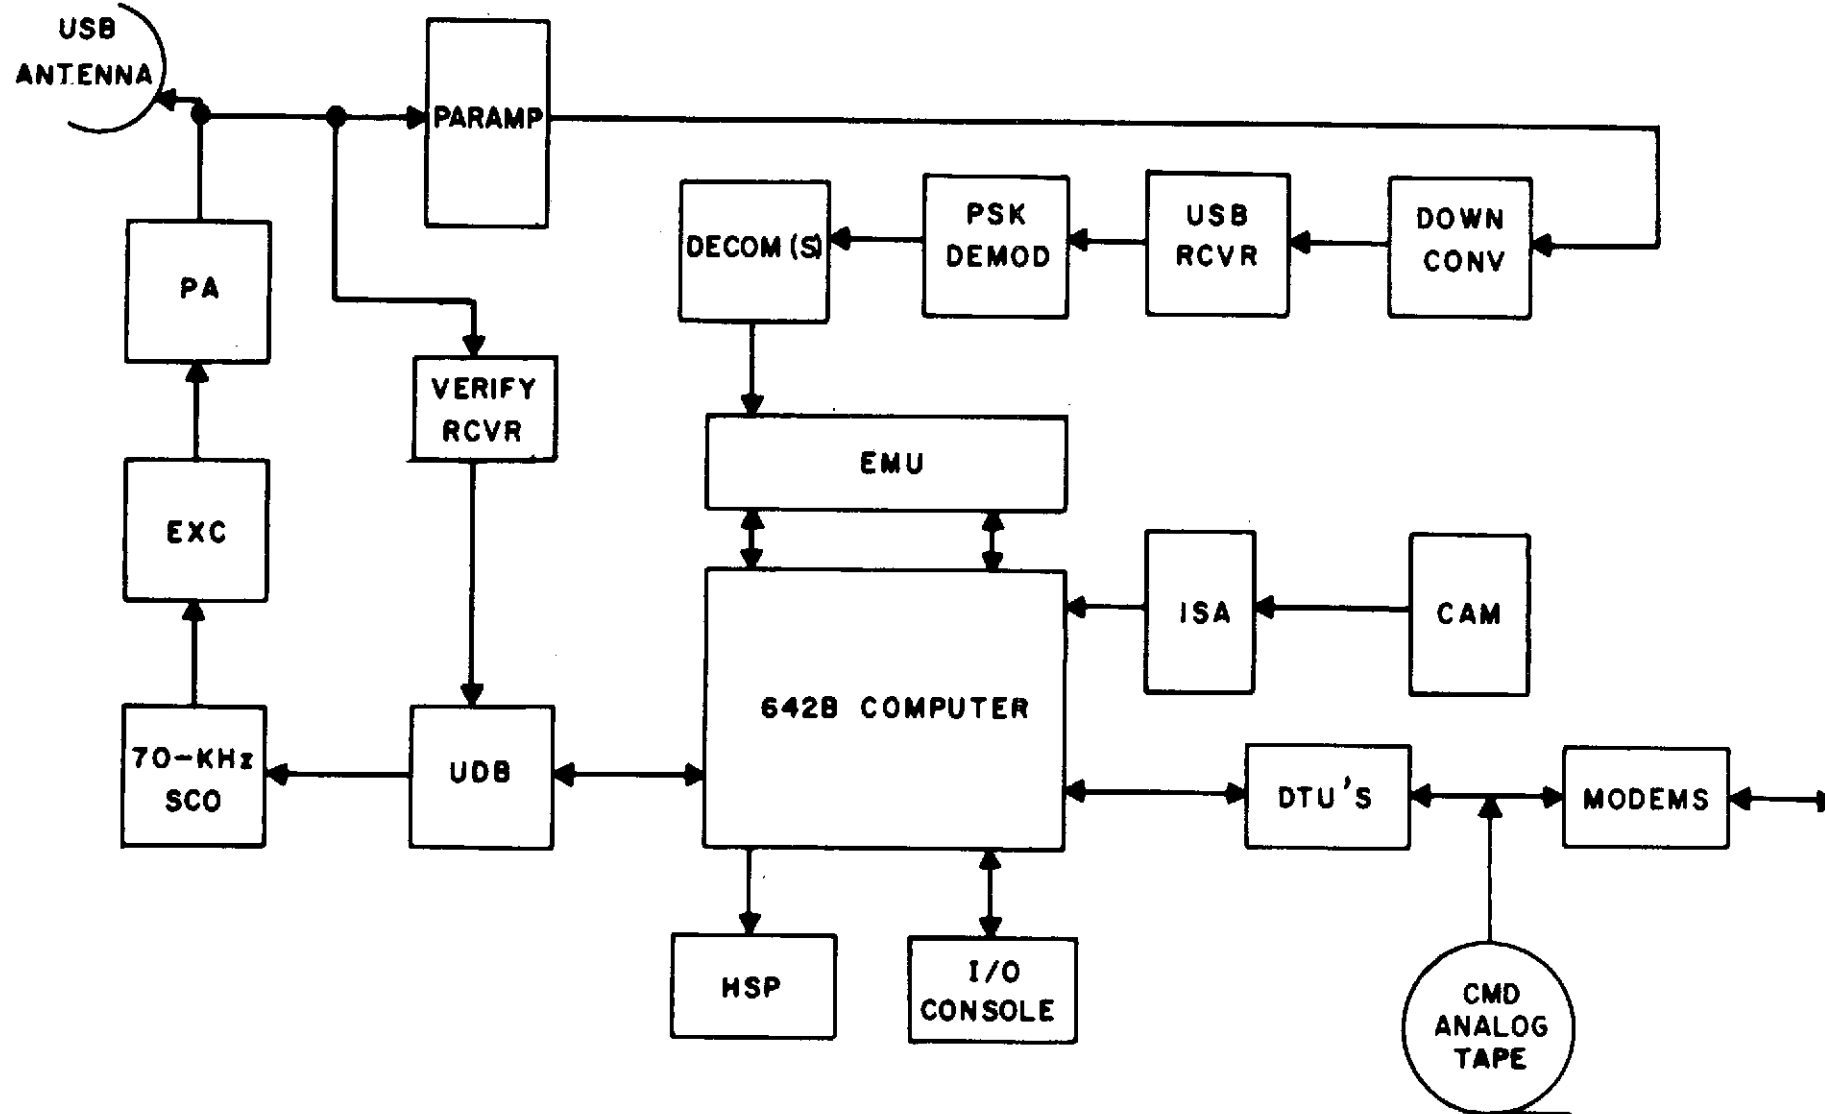 USB
ANTENNA
PARAMP
DECOM(S)
PSK
DEMOD
USB
RCVR
DOWN
CONV
PA
VERIFY
RCVR
EMU
EXC
ISA
CAM
642B COMPUTER
70-KHz
SCO
UDB
DTU'S
MODEMS
HSP
I/O
CONSOLE
CMD
ANALOG
TAPE